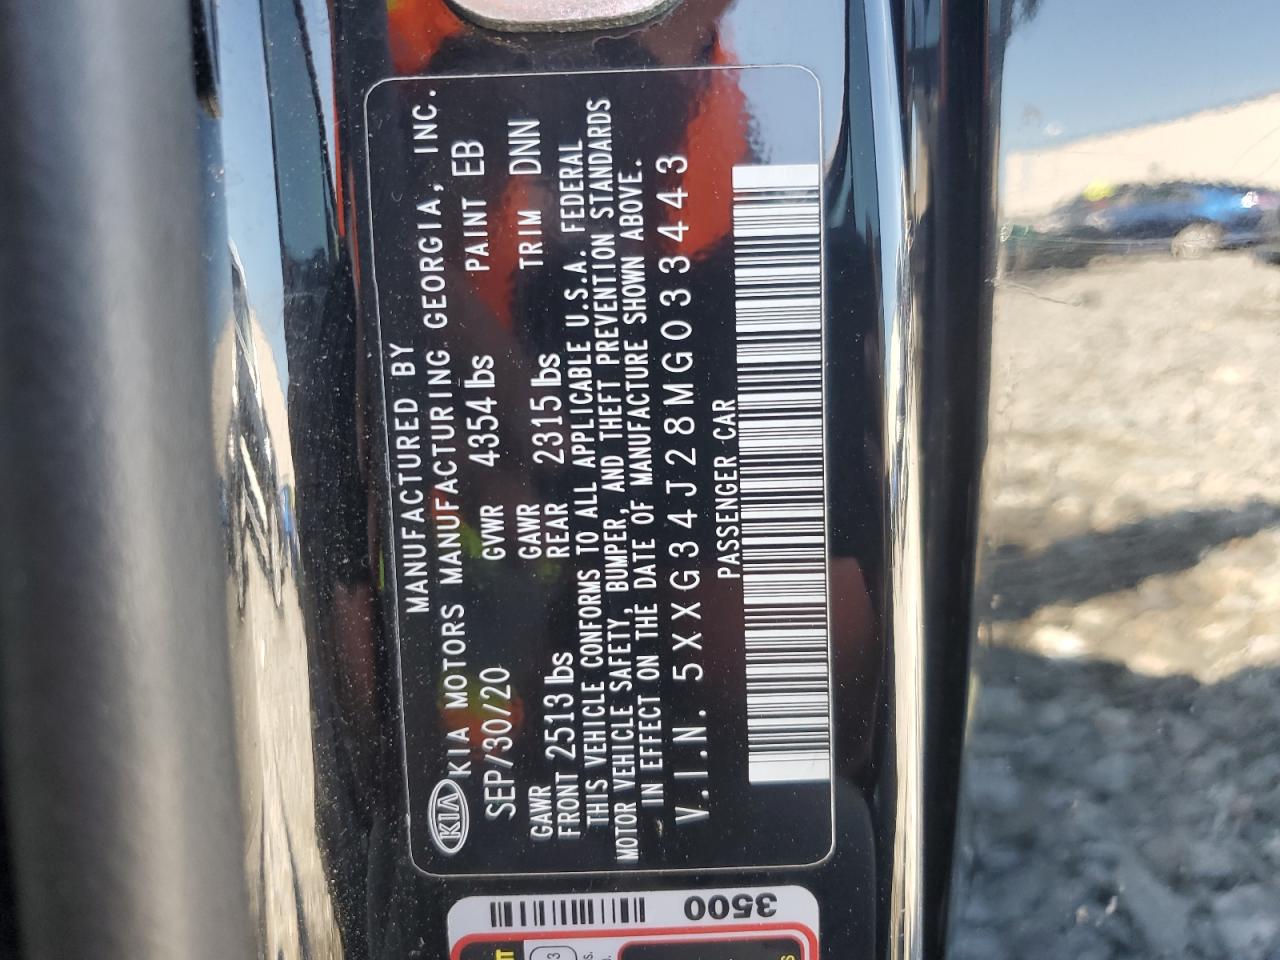 MANUFACTURED BY
KIA KIA MOTORS MANUFACTURING GEORGIA, INC.
SEP/30/20 GVWR 4354 lbs PAINT EB
GAWR FRONT 2513 lbs GAWR REAR 2315 lbs TRIM DNN
THIS VEHICLE CONFORMS TO ALL APPLICABLE U.S.A. FEDERAL
MOTOR VEHICLE SAFETY, BUMPER, AND THEFT PREVENTION STANDARDS
IN EFFECT ON THE DATE OF MANUFACTURE SHOWN ABOVE.
V.I.N. 5XXG34J28MG033443
PASSENGER CAR
3500